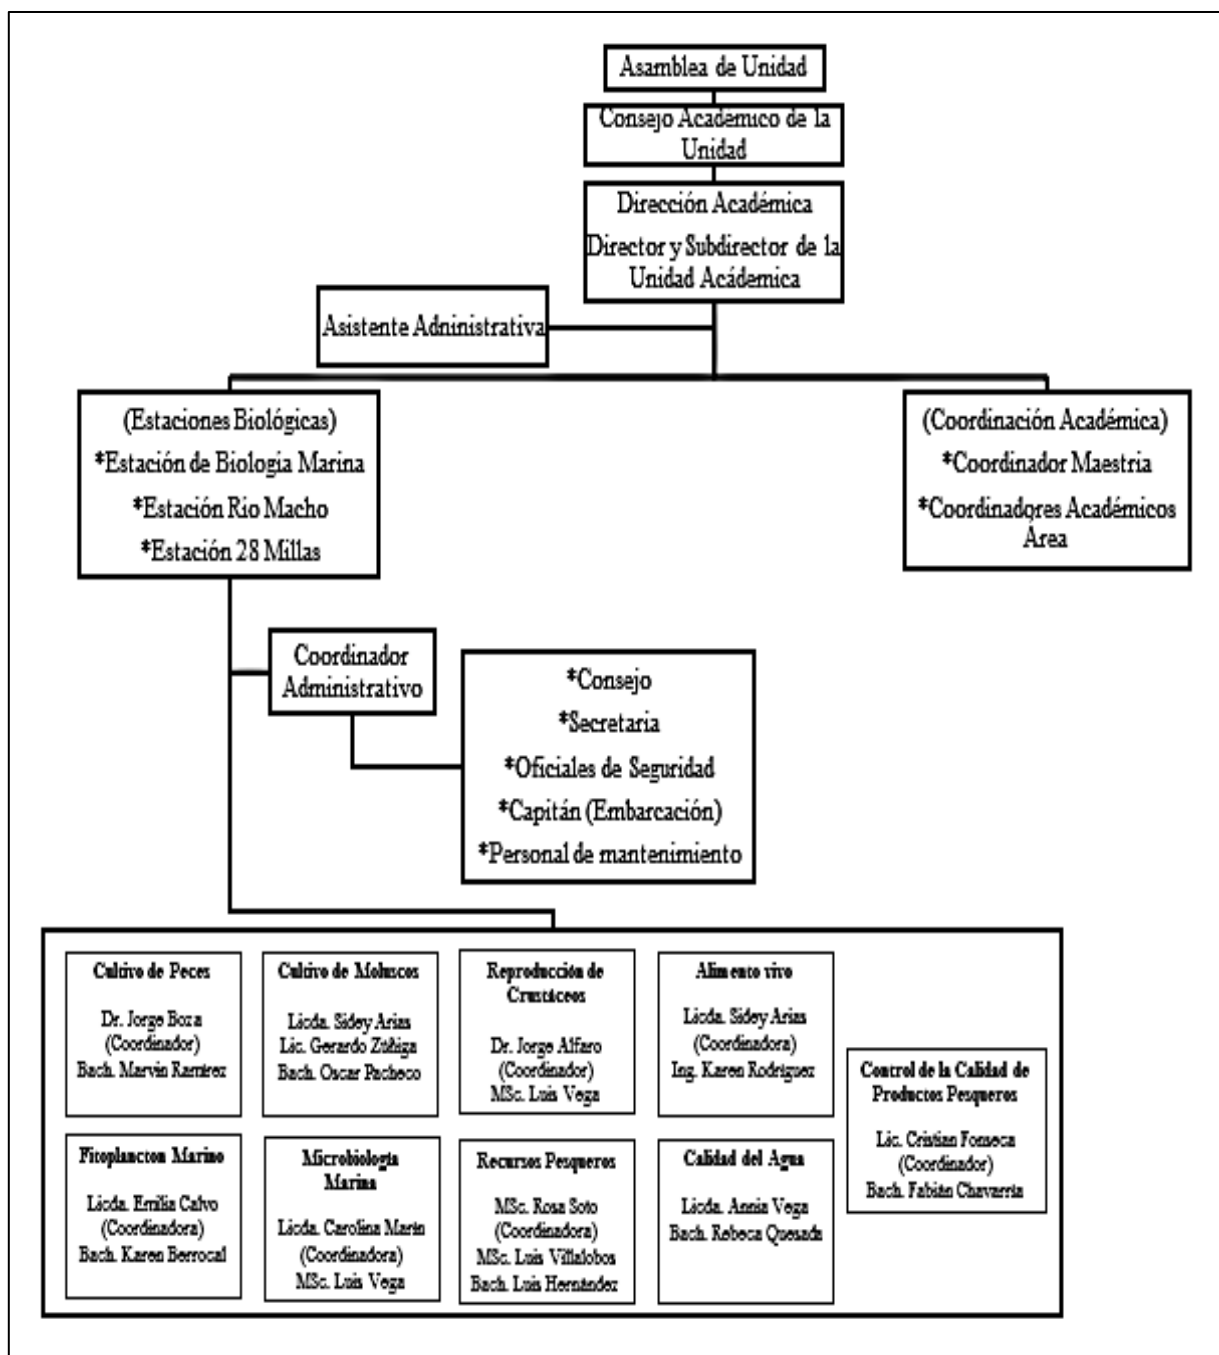 Asamblea de Unidad
Consejo Académico de la
Unidad
Dirección Académica
Director y Subdirector de la
Unidad Académica
Asistente Adninistrativa
(Estaciones Biológicas)
*Estación de Biologia Marina
*Estación Rio Macho
*Estación 28 Millas
(Coordinación Académica)
*Coordinador Maestria
*Coordinadores Académicos
Área
Coordinador
Administrativo
*Consejo
*Secretaria
*Oficiales de Seguridad
*Capitán (Embarcación)
*Personal de mantenimiento
Cultivo de Peces
Dr. Jorge Boza
(Coordinador)
Bach. Marvin Ramírez
Cultivo de Moluscos
Licda. Sidey Arias
Lic. Gerardo Zúñiga
Bach. Oscar Pacheco
Reproducción de
Crustáceos
Dr. Jorge Alfaro
(Coordinador)
MSc. Luis Vega
Alimento vivo
Licda. Sidey Arias
(Coordinadora)
Ing. Karen Rodríguez
Control de la Calidad de
Productos Pesqueros
Lic. Cristian Fonseca
(Coordinador)
Bach. Fabián Chavarría
Fitoplancton Marino
Licda. Emilia Calvo
(Coordinadora)
Bach. Karen Berrocal
Microbiología
Marina
Licda. Carolina Marín
(Coordinadora)
MSc. Luis Vega
Recursos Pesqueros
MSc. Rosa Soto
(Coordinadora)
MSc. Luis Villalobos
Bach. Luis Hernández
Calidad del Agua
Licda. Annia Vega
Bach. Rebeca Quesada